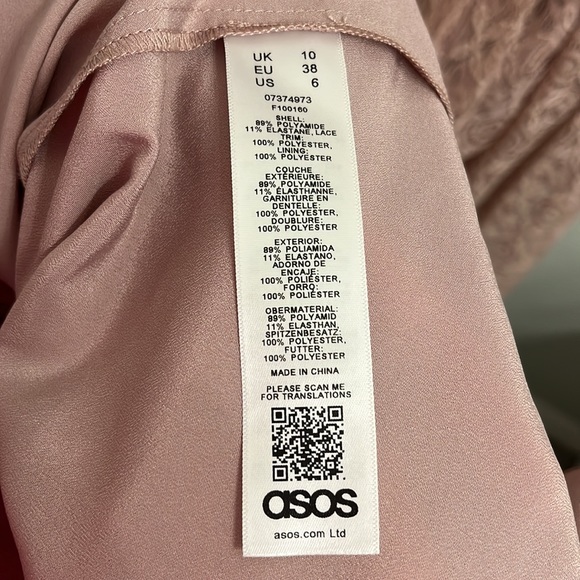 UK 10
EU 38
US 6
07374973
F100160
SHELL:
89% POLYAMIDE
11% ELASTANE, LACE
TRIM:
100% POLYESTER,
LINING:
100% POLYESTER
COUCHE
EXTÉRIEURE:
89% POLYAMIDE
11% ÉLASTHANNE,
GARNITURE EN
DENTELLE:
100% POLYESTER,
DOUBLURE:
100% POLYESTER
EXTERIOR:
89% POLIAMIDA
11% ELASTANO,
ADORNO DE
ENCAJE:
100% POLIÉSTER,
FORRO:
100% POLIÉSTER
OBERMATERIAL:
89% POLYAMID
11% ELASTHAN,
SPITZENBESATZ:
100% POLYESTER,
FUTTER:
100% POLYESTER
MADE IN CHINA
PLEASE SCAN ME
FOR TRANSLATIONS
asos
asos.com Ltd